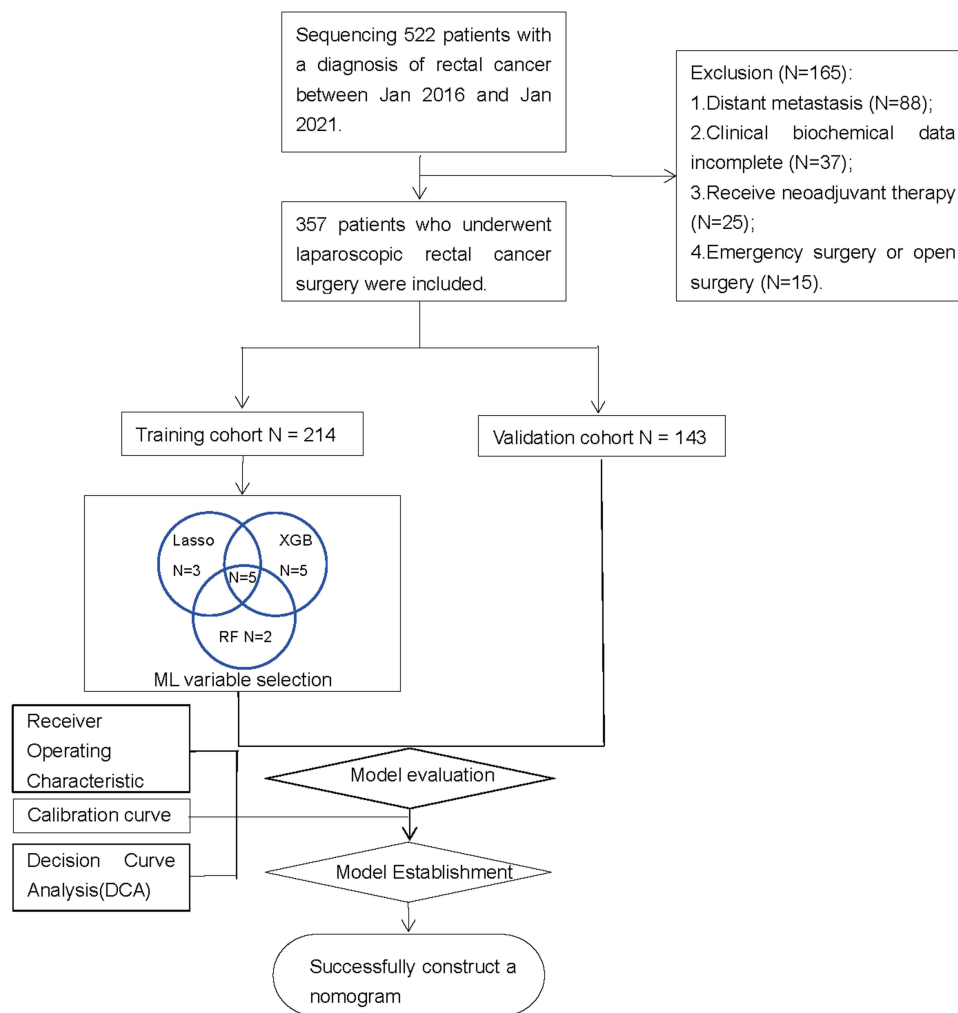 Sequencing 522 patients with
a diagnosis of rectal cancer
between Jan 2016 and Jan
2021.
Exclusion (N=165):
1.Distant metastasis (N=88);
2.Clinical biochemical data
incomplete (N=37);
3.Receive neoadjuvant therapy
(N=25);
4.Emergency surgery or open
surgery (N=15).
357 patients who underwent
laparoscopic rectal cancer
surgery were included.
Training cohort N = 214
Validation cohort N = 143
Lasso
N=3
XGB
N=5
N=5
RF N=2
ML variable selection
Receiver
Operating
Characteristic
Calibration curve
Decision Curve
Analysis(DCA)
Model evaluation
Model Establishment
Successfully construct a
nomogram